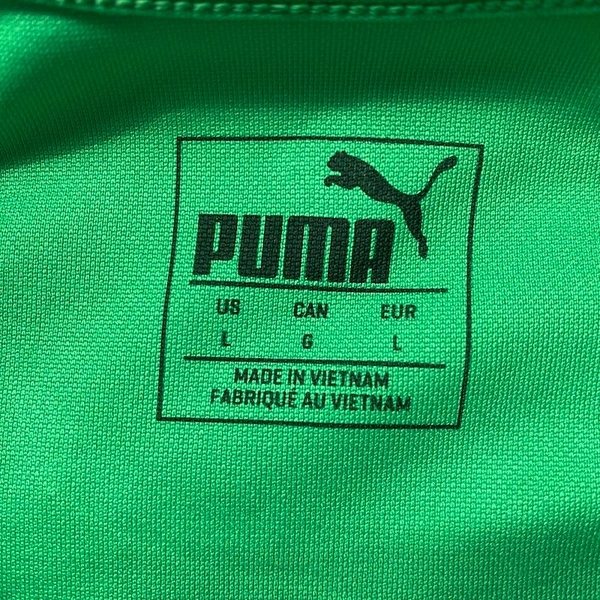 PUMA
US CAN EUR
L G L
MADE IN VIETNAM
FABRIQUÉ AU VIETNAM